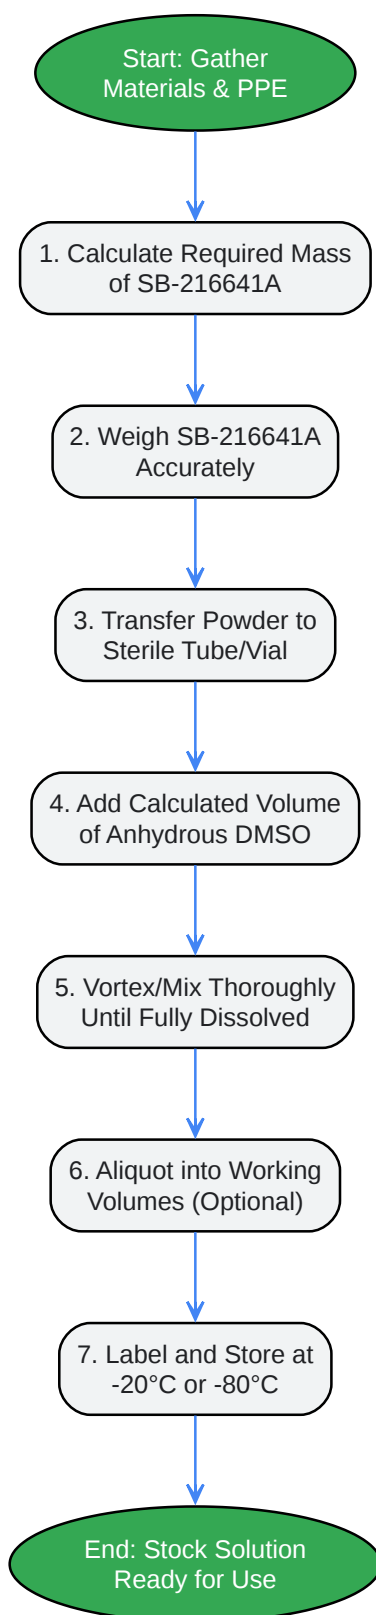 Start: Gather
Materials & PPE
1. Calculate Required Mass
of SB-216641A
2. Weigh SB-216641A
Accurately
3. Transfer Powder to
Sterile Tube/Vial
4. Add Calculated Volume
of Anhydrous DMSO
5. Vortex/Mix Thoroughly
Until Fully Dissolved
6. Aliquot into Working
Volumes (Optional)
7. Label and Store at
-20°C or -80°C
End: Stock Solution
Ready for Use